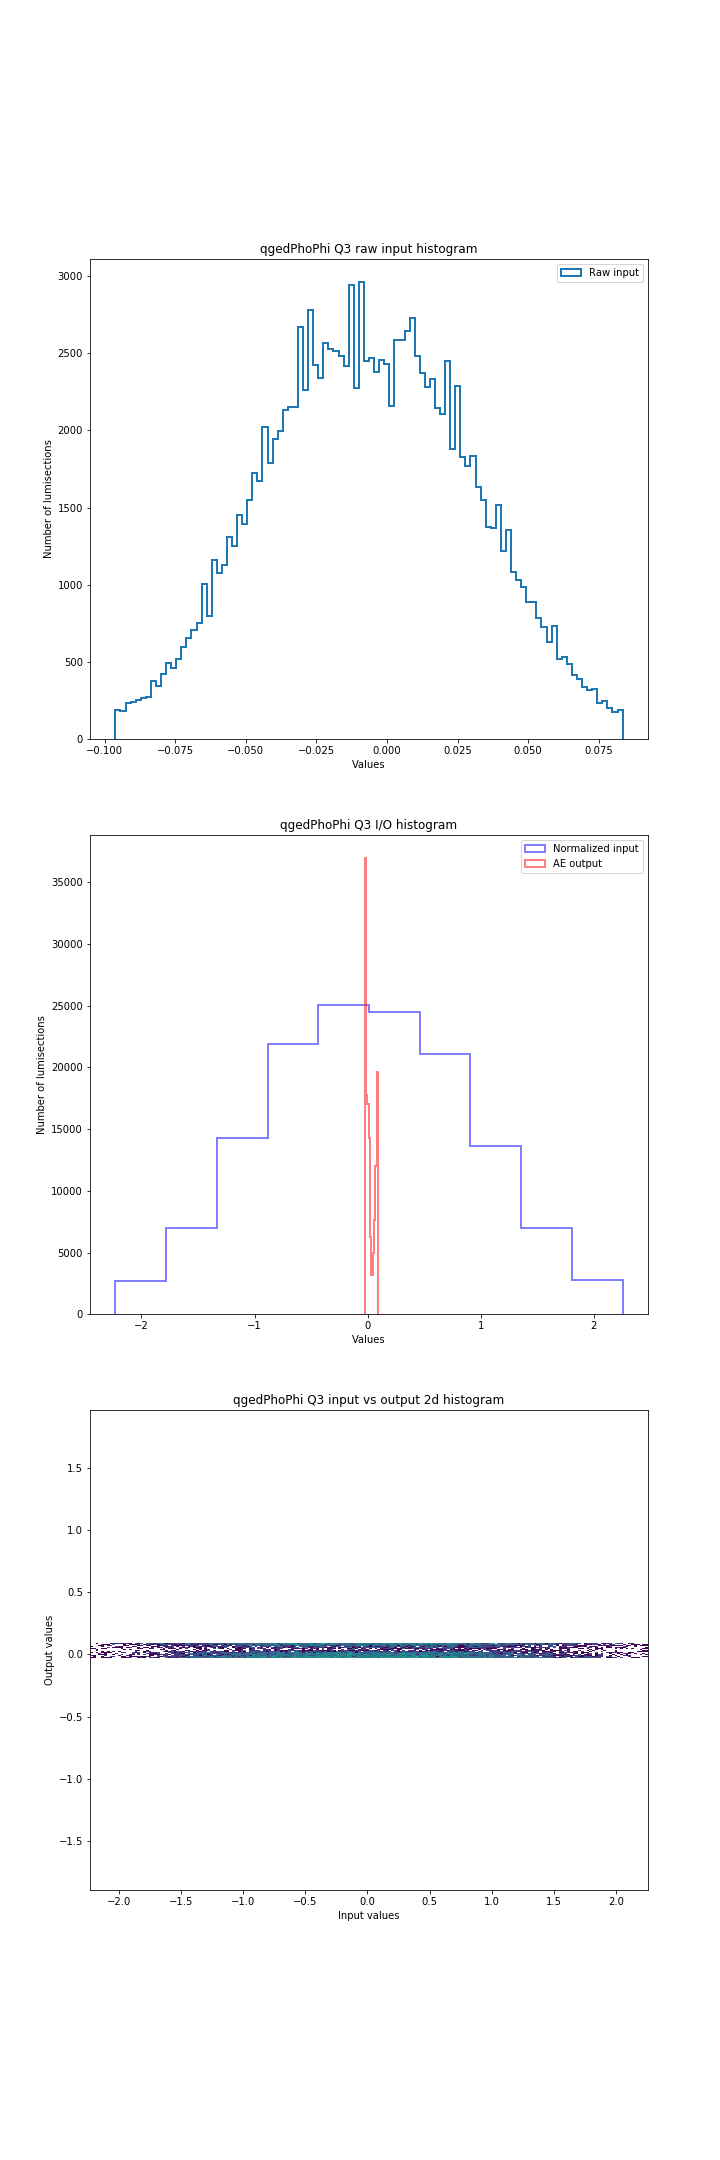 qgedPhoPhi Q3 raw input histogram
Raw input
3000
2500
2000
1500
1000
500
0
Number of lumisections
−0.100 −0.075 −0.050 −0.025 0.000 0.025 0.050 0.075
Values
qgedPhoPhi Q3 I/O histogram
Normalized input
AE output
35000
30000
25000
20000
15000
10000
5000
0
Number of lumisections
−2 −1 0 1 2
Values
qgedPhoPhi Q3 input vs output 2d histogram
1.5
1.0
0.5
0.0
−0.5
−1.0
−1.5
Output values
−2.0 −1.5 −1.0 −0.5 0.0 0.5 1.0 1.5 2.0
Input values